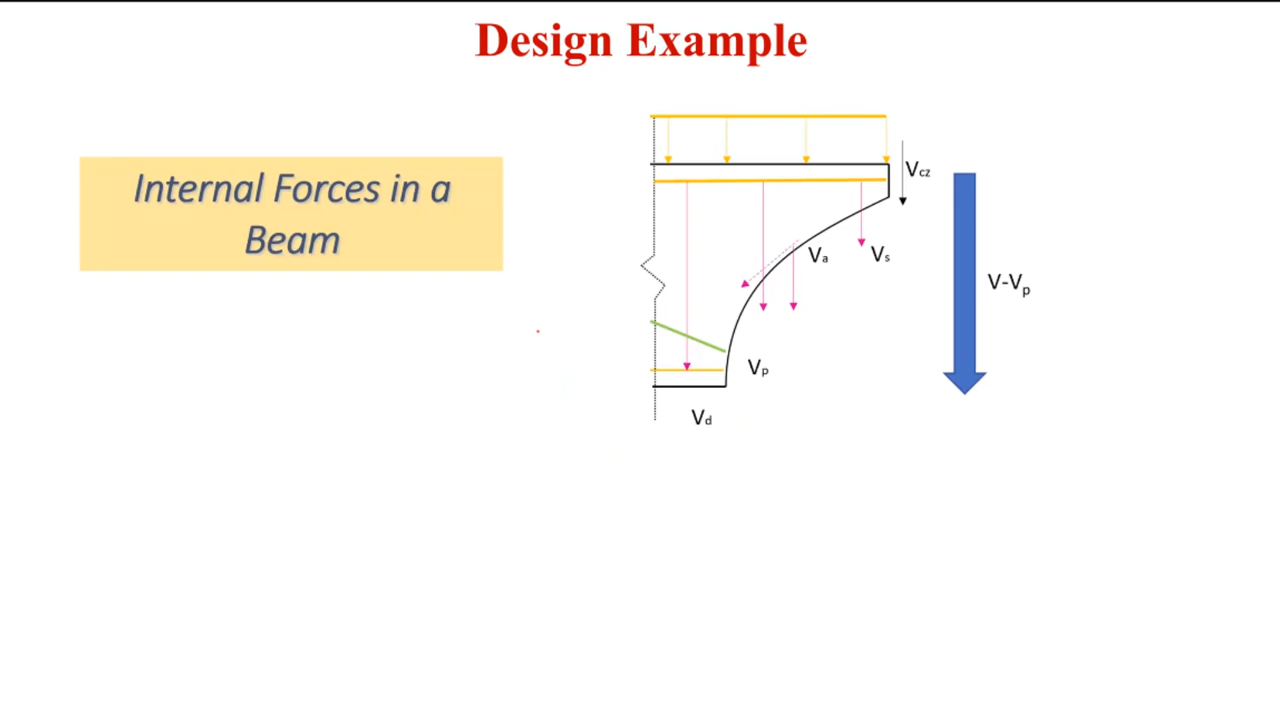 Design Example
Internal Forces in a
Beam
Vcz
Va
Vs
V-Vp
Vp
Vd